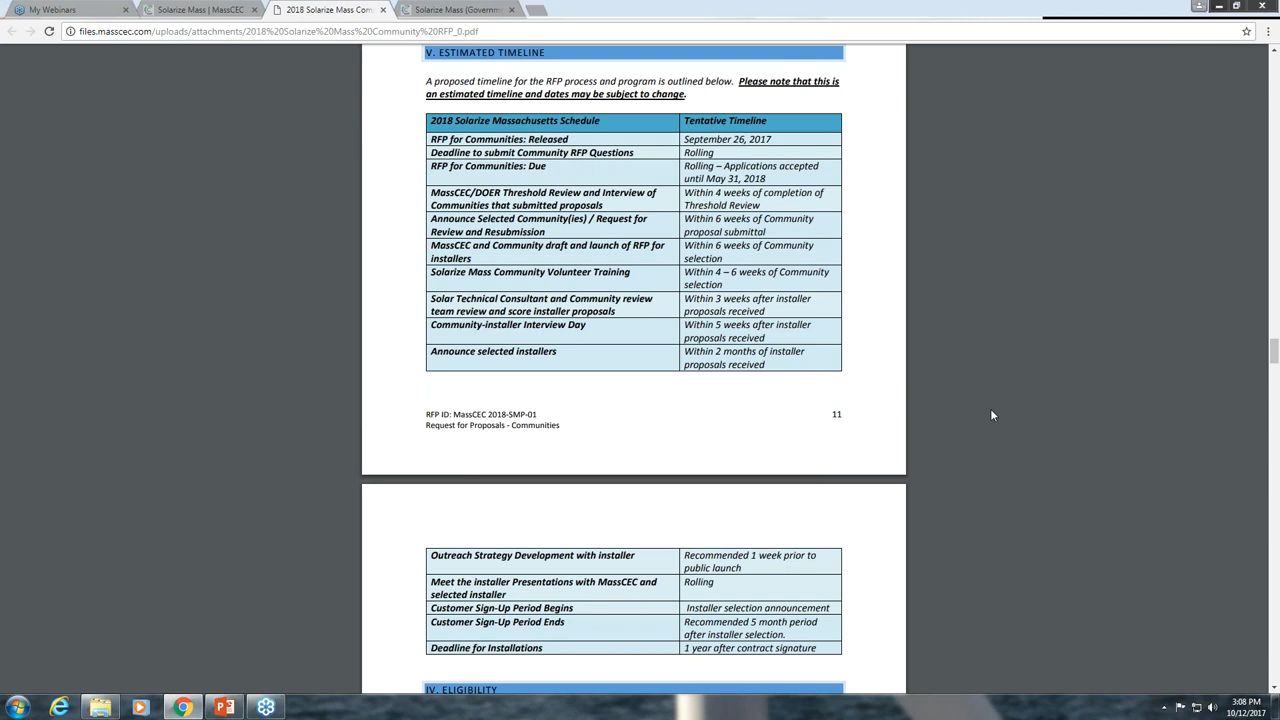 My Webinars
Solarize Mass | MassCEC
2018 Solarize Mass Com
Solarize Mass (Governm
files.masscec.com/uploads/attachments/2018%20Solarize%20Mass%20Community%20RFP_0.pdf
V. ESTIMATED TIMELINE
A proposed timeline for the RFP process and program is outlined below. Please note that this is
an estimated timeline and dates may be subject to change.
2018 Solarize Massachusetts Schedule Tentative Timeline
RFP for Communities: Released September 26, 2017
Deadline to submit Community RFP Questions Rolling
RFP for Communities: Due Rolling – Applications accepted
until May 31, 2018
MassCEC/DOER Threshold Review and Interview of Within 4 weeks of completion of
Communities that submitted proposals Threshold Review
Announce Selected Community(ies) / Request for Within 6 weeks of Community
Review and Resubmission proposal submittal
MassCEC and Community draft and launch of RFP for Within 6 weeks of Community
installers selection
Solarize Mass Community Volunteer Training Within 4 – 6 weeks of Community
selection
Solar Technical Consultant and Community review Within 3 weeks after installer
team review and score installer proposals proposals received
Community-installer Interview Day Within 5 weeks after installer
proposals received
Announce selected installers Within 2 months of installer
proposals received
RFP ID: MassCEC 2018-SMP-01 11
Request for Proposals - Communities
Outreach Strategy Development with installer Recommended 1 week prior to
public launch
Meet the installer Presentations with MassCEC and Rolling
selected installer
Customer Sign-Up Period Begins Installer selection announcement
Customer Sign-Up Period Ends Recommended 5 month period
after installer selection.
Deadline for Installations 1 year after contract signature
IV. ELIGIBILITY
3:08 PM
10/12/2017